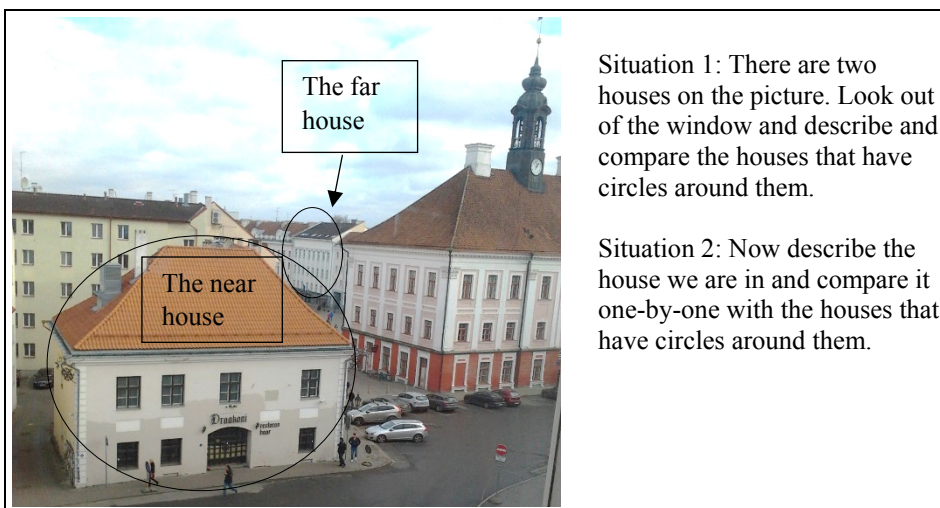 The far
house
The near
house
Draakoni
Situation 1: There are two
houses on the picture. Look out
of the window and describe and
compare the houses that have
circles around them.
Situation 2: Now describe the
house we are in and compare it
one-by-one with the houses that
have circles around them.